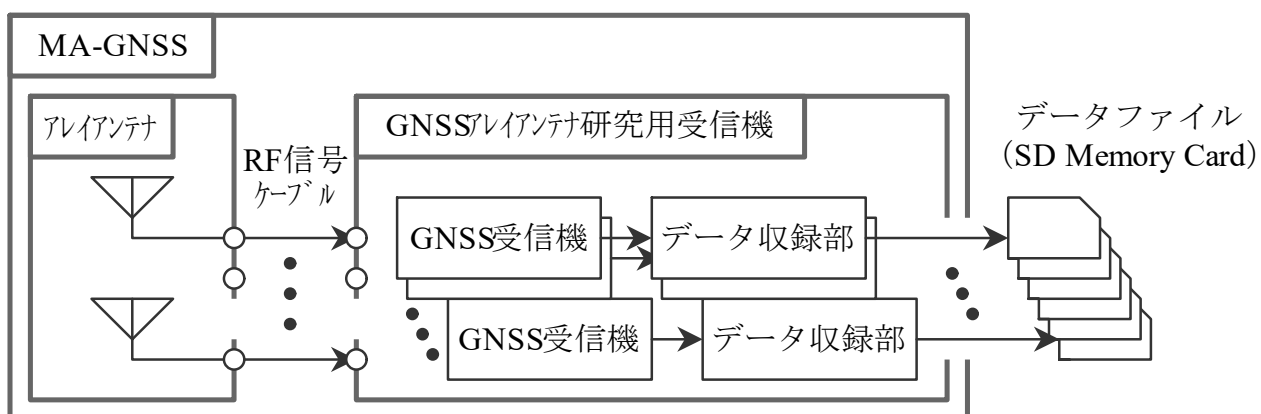 MA-GNSS
アレイアンテナ
RF信号
ケーブル
GNSSアレイアンテナ研究用受信機
データファイル
(SD Memory Card)
GNSS受信機
データ収録部
GNSS受信機
データ収録部